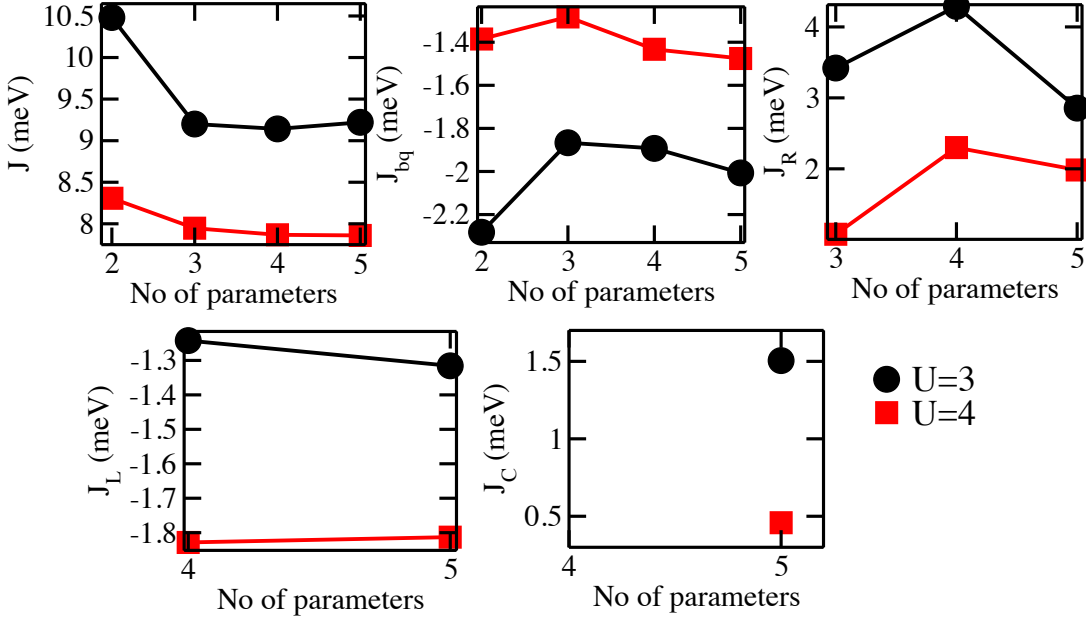 J (meV)
10.5
10
9.5
9
8.5
8
2 3 4 5
No of parameters
J_bq (meV)
-1.4
-1.6
-1.8
-2
-2.2
2 3 4 5
No of parameters
J_R (meV)
4
3
2
3 4 5
No of parameters
J_L (meV)
-1.3
-1.4
-1.5
-1.6
-1.7
-1.8
4 5
No of parameters
J_C (meV)
1.5
1
0.5
4 5
No of parameters
U=3
U=4